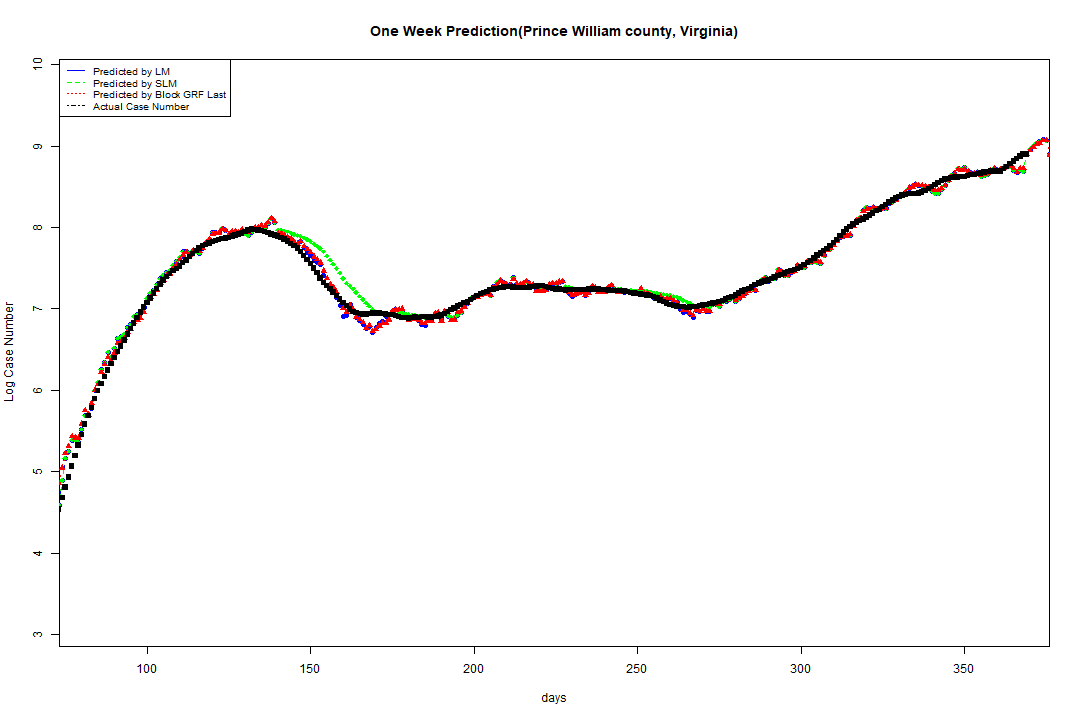 One Week Prediction(Prince William county, Virginia)
Predicted by LM
Predicted by SLM
Predicted by Block GRF Last
Actual Case Number
10
9
8
7
6
5
4
3
Log Case Number
100 150 200 250 300 350
days